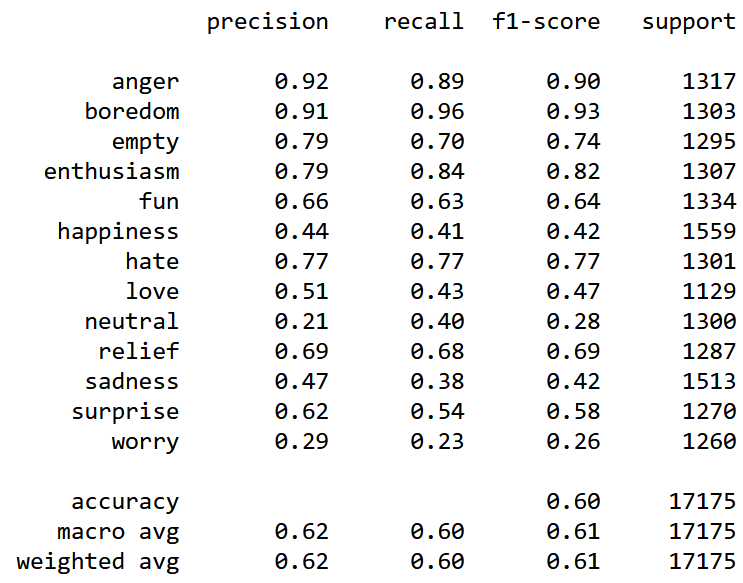 precision recall f1-score support
anger 0.92 0.89 0.90 1317
boredom 0.91 0.96 0.93 1303
empty 0.79 0.70 0.74 1295
enthusiasm 0.79 0.84 0.82 1307
fun 0.66 0.63 0.64 1334
happiness 0.44 0.41 0.42 1559
hate 0.77 0.77 0.77 1301
love 0.51 0.43 0.47 1129
neutral 0.21 0.40 0.28 1300
relief 0.69 0.68 0.69 1287
sadness 0.47 0.38 0.42 1513
surprise 0.62 0.54 0.58 1270
worry 0.29 0.23 0.26 1260
accuracy 0.60 17175
macro avg 0.62 0.60 0.61 17175
weighted avg 0.62 0.60 0.61 17175